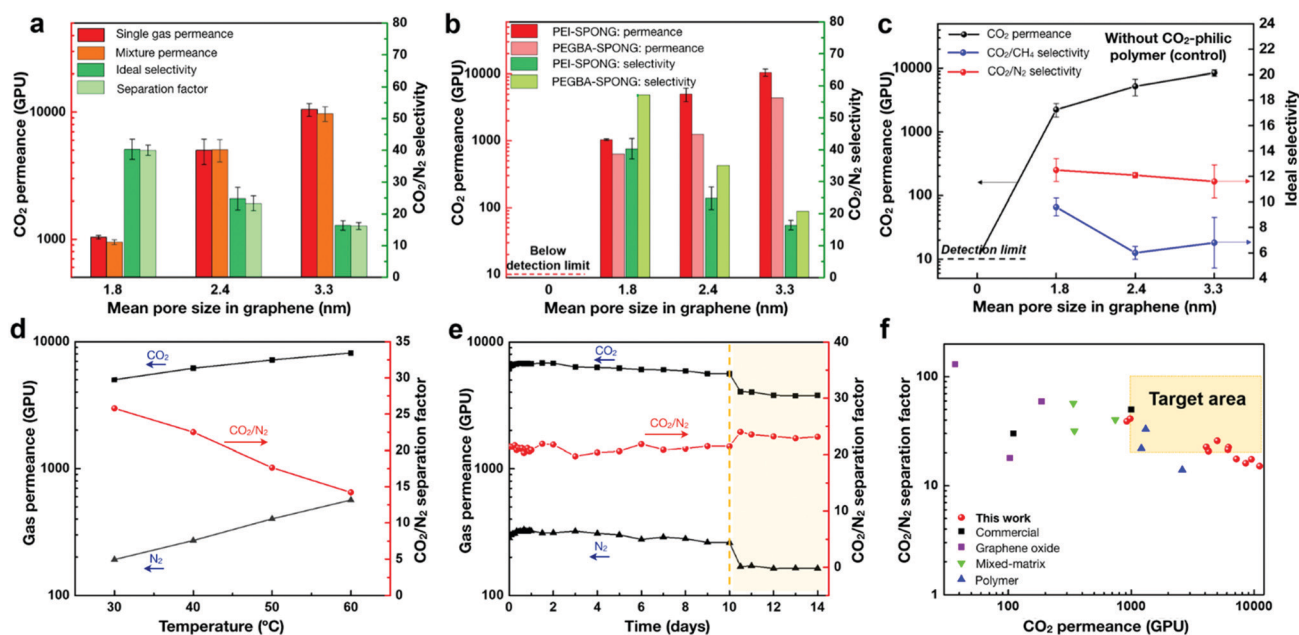 a
CO₂ permeance (GPU)
10000
1000
Single gas permeance
Mixture permeance
Ideal selectivity
Separation factor
80
70
60
50
40
30
20
10
0
CO₂/N₂ selectivity
1.8 2.4 3.3
Mean pore size in graphene (nm)
b
CO₂ permeance (GPU)
10000
1000
100
10
PEI-SPONG: permeance
PEGBA-SPONG: permeance
PEI-SPONG: selectivity
PEGBA-SPONG: selectivity
Below
detection limit
80
70
60
50
40
30
20
10
0
CO₂/N₂ selectivity
0 1.8 2.4 3.3
Mean pore size in graphene (nm)
c
CO₂ permeance (GPU)
10000
1000
100
10
CO₂ permeance
CO₂/CH₄ selectivity
CO₂/N₂ selectivity
Without CO₂-philic
polymer (control)
Detection limit
24
22
20
18
16
14
12
10
8
6
4
Ideal selectivity
0 1.8 2.4 3.3
Mean pore size in graphene (nm)
d
Gas permeance (GPU)
10000
1000
100
CO₂
CO₂/N₂
N₂
35
30
25
20
15
10
5
0
CO₂/N₂ separation factor
30 40 50 60
Temperature (ºC)
e
Gas permeance (GPU)
10000
1000
100
CO₂
CO₂/N₂
N₂
40
30
20
10
0
CO₂/N₂ separation factor
0 2 4 6 8 10 12 14
Time (days)
f
CO₂/N₂ separation factor
100
10
1
Target area
This work
Commercial
Graphene oxide
Mixed-matrix
Polymer
100 1000 10000
CO₂ permeance (GPU)